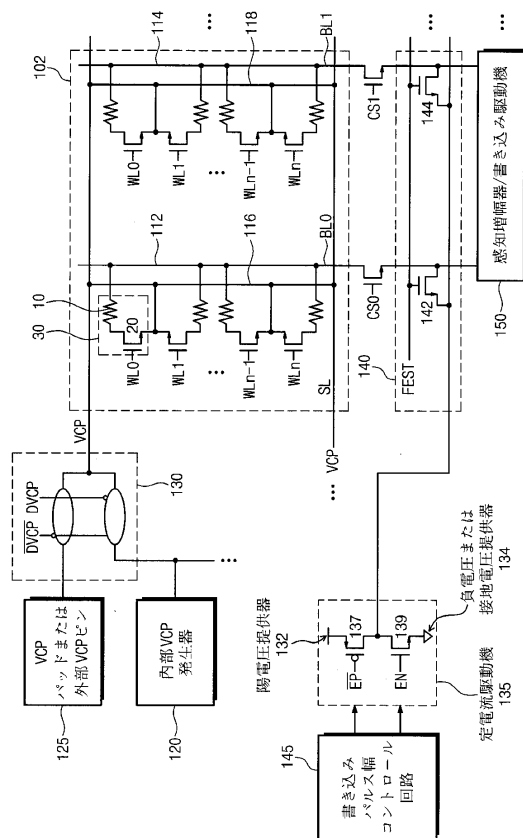 102
114
118
BL1
WL0
WL1
⋮
WLn-1
WLn
CS1
144
112
116
BL0
10
30
20
WL0
WL1
⋮
WLn-1
WLn
CS0
142
SL
VCP
...
140
FEST
感知増幅器/書き込み駆動機
150
VCP
130
DVCP
DVCP
VCP
パッドまたは
外部VCPピン
125
内部VCP
発生器
120
陽電圧提供器
132
137
139
EP
EN
負電圧または
接地電圧提供器
134
定電流駆動機
135
書き込み
パルス幅
コントロール
回路
145